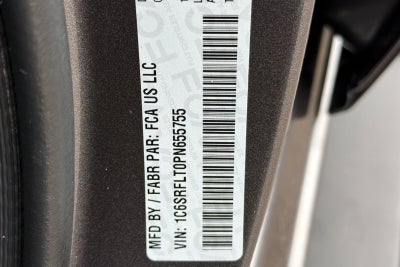 MFD BY / FABR PAR: FCA US LLC
VIN: 1C6SRFLT0PN655755